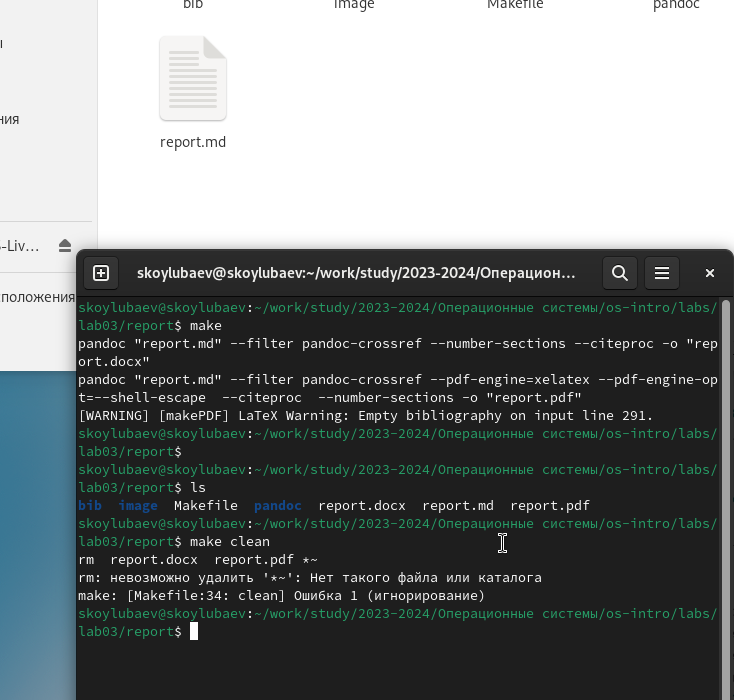 bib image Makefile pandoc
ы
ния
report.md
-Liv...
сположения
skoylubaev@skoylubaev:~/work/study/2023-2024/Операцион...
skoylubaev@skoylubaev:~/work/study/2023-2024/Операционные системы/os-intro/labs/
lab03/report$ make
pandoc "report.md" --filter pandoc-crossref --number-sections --citeproc -o "rep
ort.docx"
pandoc "report.md" --filter pandoc-crossref --pdf-engine=xelatex --pdf-engine-op
t=--shell-escape  --citeproc  --number-sections -o "report.pdf"
[WARNING] [makePDF] LaTeX Warning: Empty bibliography on input line 291.
skoylubaev@skoylubaev:~/work/study/2023-2024/Операционные системы/os-intro/labs/
lab03/report$
skoylubaev@skoylubaev:~/work/study/2023-2024/Операционные системы/os-intro/labs/
lab03/report$ ls
bib  image  Makefile  pandoc  report.docx  report.md  report.pdf
skoylubaev@skoylubaev:~/work/study/2023-2024/Операционные системы/os-intro/labs/
lab03/report$ make clean
rm  report.docx  report.pdf *~
rm: невозможно удалить '*~': Нет такого файла или каталога
make: [Makefile:34: clean] Ошибка 1 (игнорирование)
skoylubaev@skoylubaev:~/work/study/2023-2024/Операционные системы/os-intro/labs/
lab03/report$